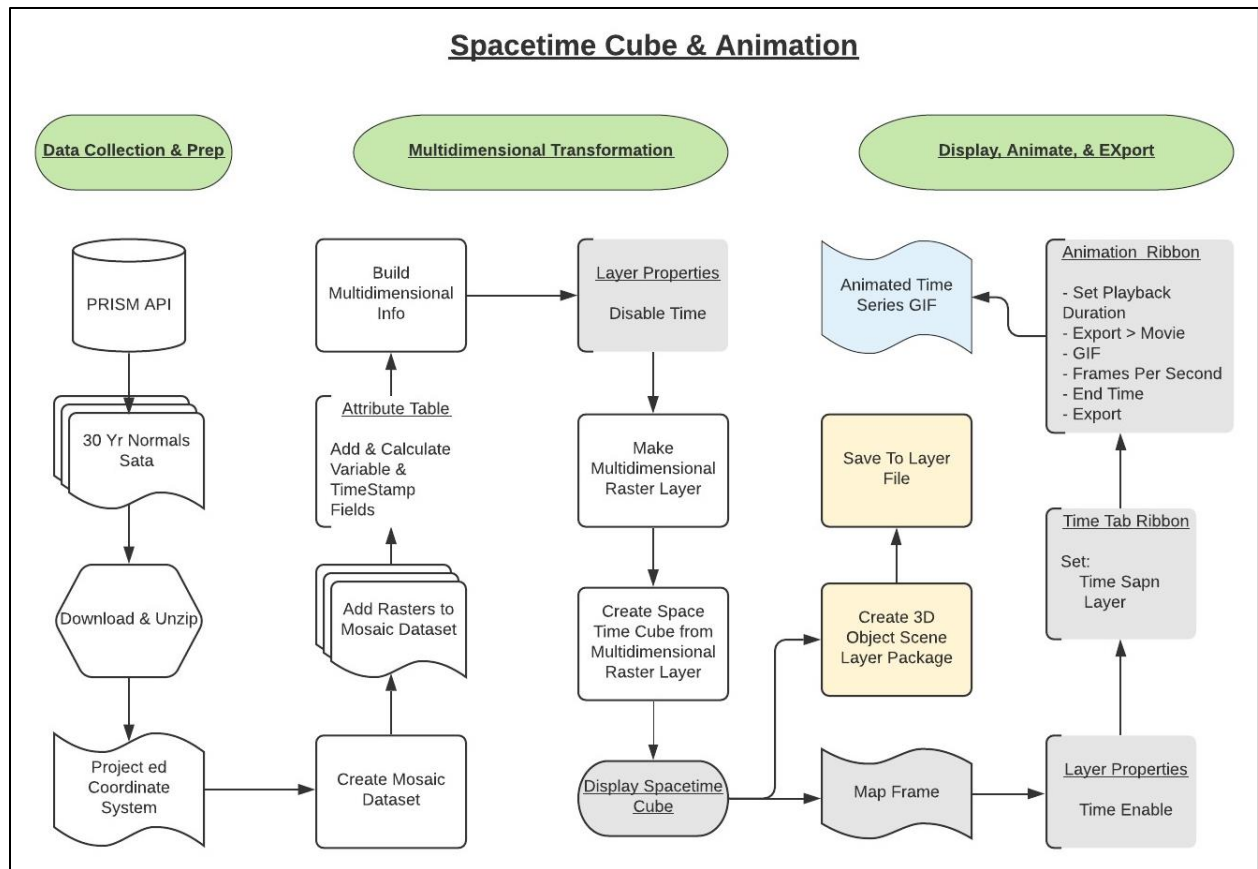 Spacetime Cube & Animation
Data Collection & Prep
Multidimensional Transformation
Display, Animate, & EXport
PRISM API
30 Yr Normals
Sata
Download & Unzip
Project ed
Coordinate
System
Create Mosaic
Dataset
Add Rasters to
Mosaic Dataset
Attribute Table
Add & Calculate
Variable &
TimeStamp
Fields
Build
Multidimensional
Info
Layer Properties
Disable Time
Make
Multidimensional
Raster Layer
Create Space
Time Cube from
Multidimensional
Raster Layer
Display Spacetime
Cube
Create 3D
Object Scene
Layer Package
Save To Layer
File
Map Frame
Layer Properties
Time Enable
Time Tab Ribbon
Set:
Time Sapn
Layer
Animation Ribbon
- Set Playback
Duration
- Export > Movie
- GIF
- Frames Per Second
- End Time
- Export
Animated Time
Series GIF